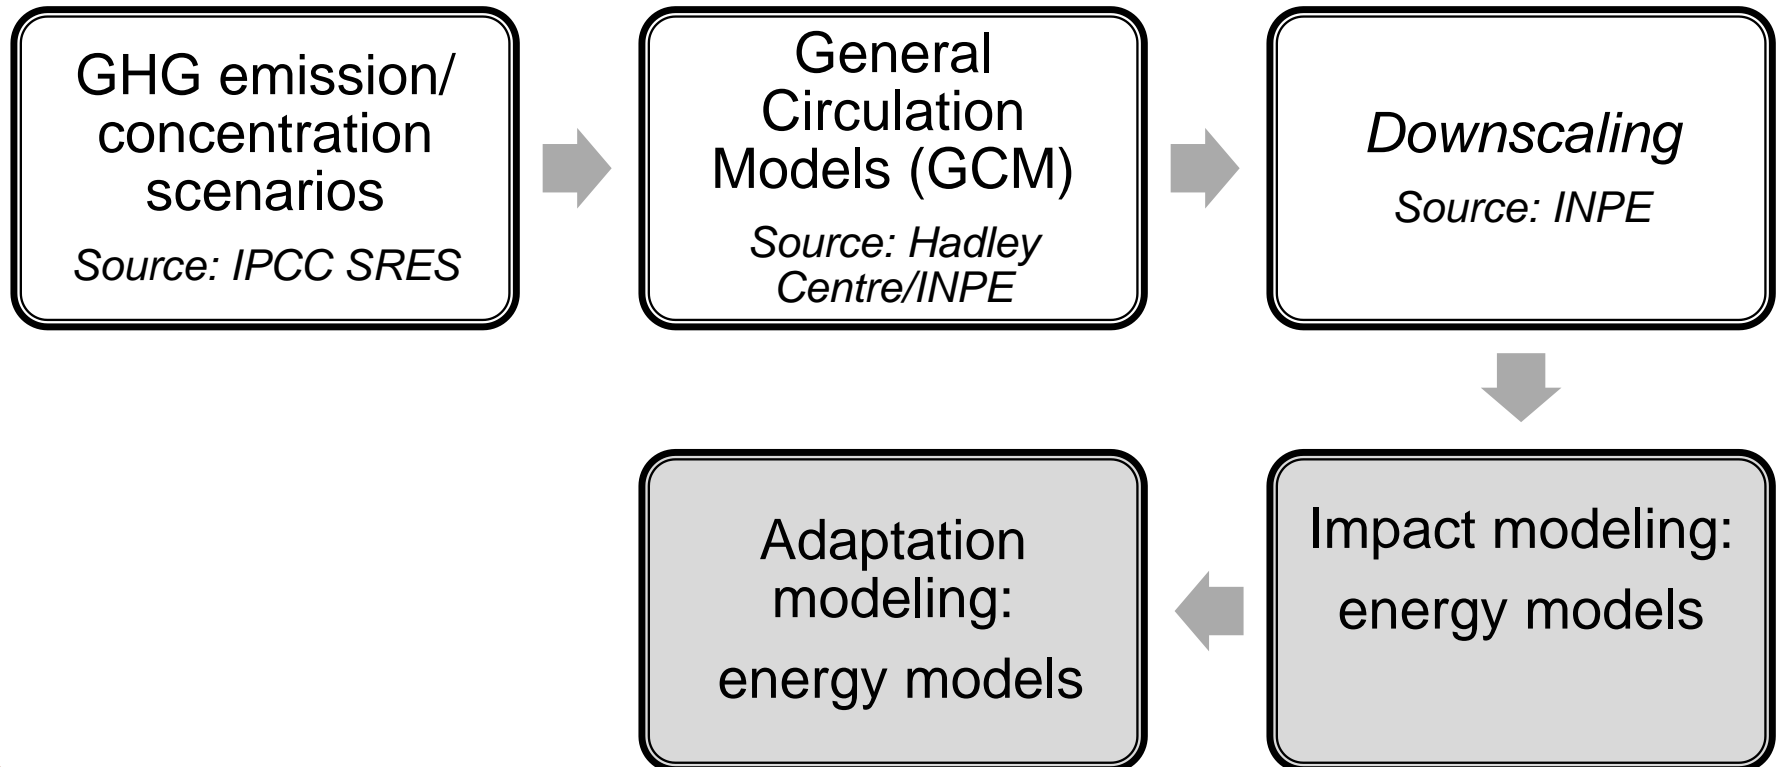 GHG emission/
concentration
scenarios
Source: IPCC SRES
General
Circulation
Models (GCM)
Source: Hadley
Centre/INPE
Downscaling
Source: INPE
Impact modeling:
energy models
Adaptation
modeling:
energy models